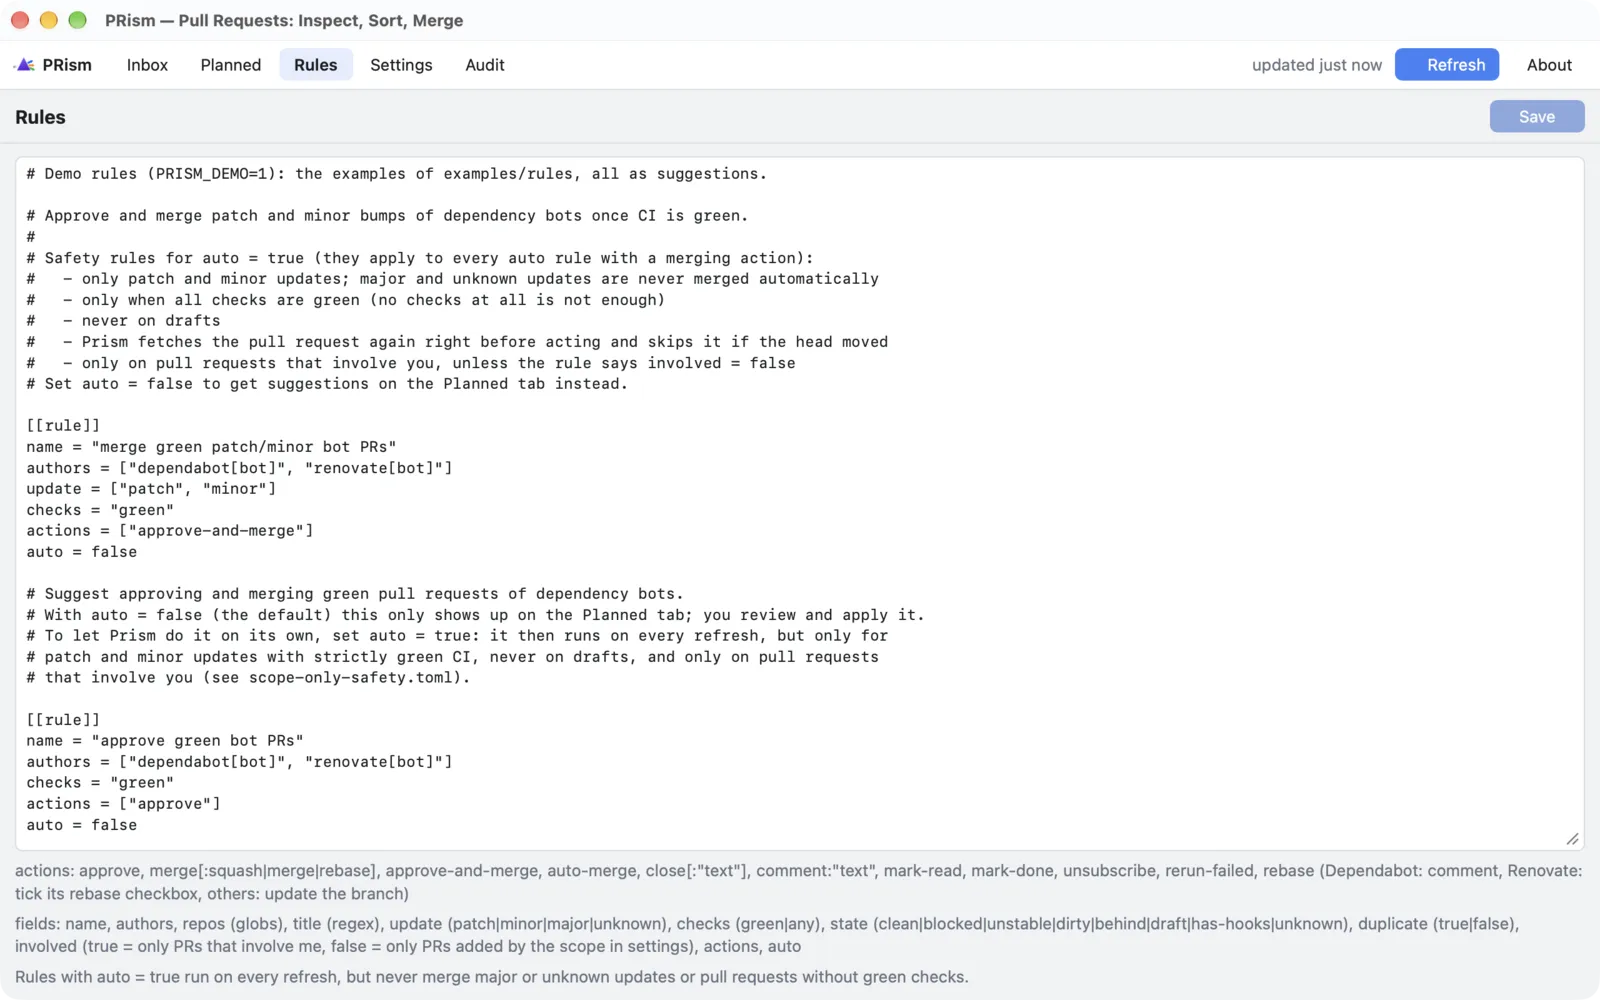 PRism — Pull Requests: Inspect, Sort, Merge
PRism Inbox Planned Rules Settings Audit updated just now Refresh About
Rules Save
# Demo rules (PRISM_DEMO=1): the examples of examples/rules, all as suggestions.
# Approve and merge patch and minor bumps of dependency bots once CI is green.
#
# Safety rules for auto = true (they apply to every auto rule with a merging action):
#   - only patch and minor updates; major and unknown updates are never merged automatically
#   - only when all checks are green (no checks at all is not enough)
#   - never on drafts
#   - Prism fetches the pull request again right before acting and skips it if the head moved
#   - only on pull requests that involve you, unless the rule says involved = false
# Set auto = false to get suggestions on the Planned tab instead.
[[rule]]
name = "merge green patch/minor bot PRs"
authors = ["dependabot[bot]", "renovate[bot]"]
update = ["patch", "minor"]
checks = "green"
actions = ["approve-and-merge"]
auto = false
# Suggest approving and merging green pull requests of dependency bots.
# With auto = false (the default) this only shows up on the Planned tab; you review and apply it.
# To let Prism do it on its own, set auto = true: it then runs on every refresh, but only for
# patch and minor updates with strictly green CI, never on drafts, and only on pull requests
# that involve you (see scope-only-safety.toml).
[[rule]]
name = "approve green bot PRs"
authors = ["dependabot[bot]", "renovate[bot]"]
checks = "green"
actions = ["approve"]
auto = false
actions: approve, merge[:squash|merge|rebase], approve-and-merge, auto-merge, close[:"text"], comment:"text", mark-read, mark-done, unsubscribe, rerun-failed, rebase (Dependabot: comment, Renovate:
tick its rebase checkbox, others: update the branch)
fields: name, authors, repos (globs), title (regex), update (patch|minor|major|unknown), checks (green|any), state (clean|blocked|unstable|dirty|behind|draft|has-hooks|unknown), duplicate (true|false),
involved (true = only PRs that involve me, false = only PRs added by the scope in settings), actions, auto
Rules with auto = true run on every refresh, but never merge major or unknown updates or pull requests without green checks.